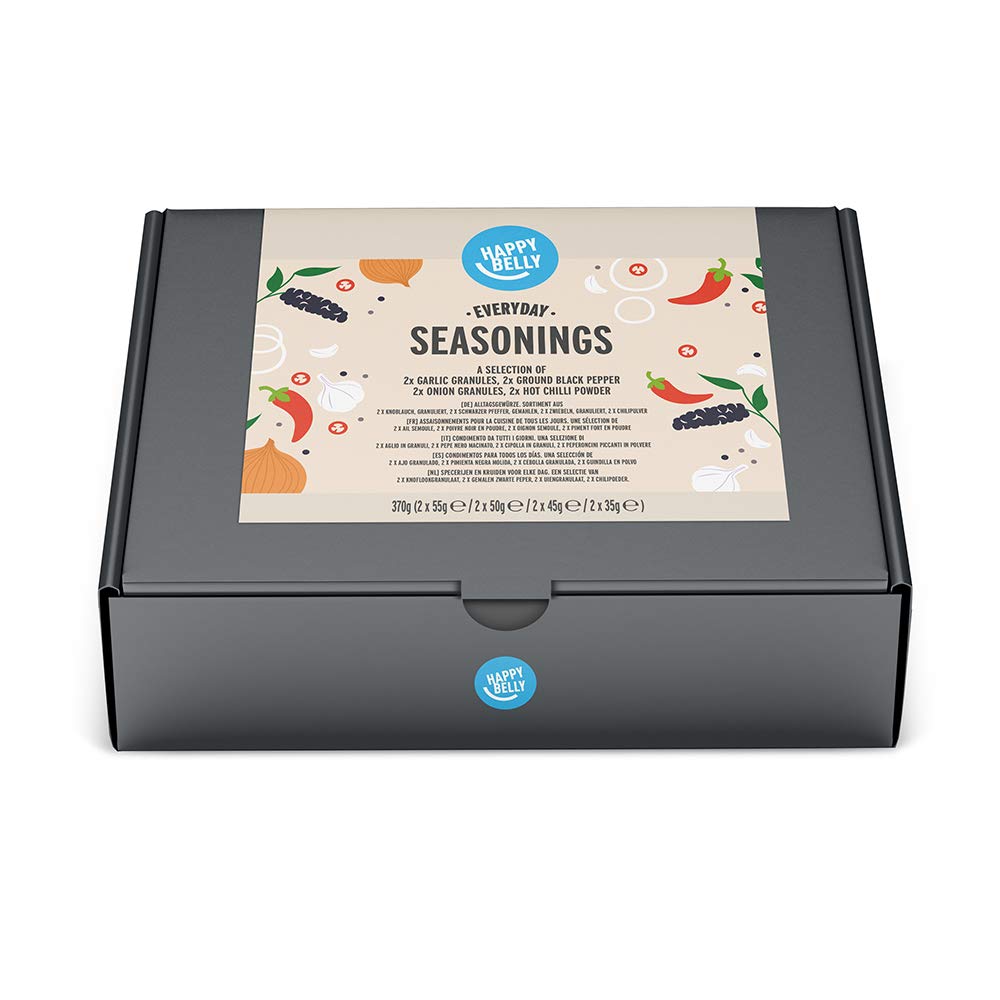 HAPPY
BELLY
· EVERYDAY ·
SEASONINGS
A SELECTION OF
2x GARLIC GRANULES, 2x GROUND BLACK PEPPER
2x ONION GRANULES, 2x HOT CHILLI POWDER
[DE] ALLTAGSGEWÜRZE. SORTIMENT AUS
2 X KNOBLAUCH, GRANULIERT, 2 X SCHWARZER PFEFFER, GEMAHLEN, 2 X ZWIEBELN, GRANULIERT, 2 X CHILIPULVER
[FR] ASSAISONNEMENTS POUR LA CUISINE DE TOUS LES JOURS. UNE SÉLECTION DE
2 X AIL SEMOULE, 2 X POIVRE NOIR EN POUDRE, 2 X OIGNON SEMOULE, 2 X PIMENT FORT EN POUDRE
[IT] CONDIMENTO DA TUTTI I GIORNI. UNA SELEZIONE DI
2 X AGLIO IN GRANULI, 2 X PEPE NERO MACINATO, 2 X CIPOLLA IN GRANULI, 2 X PEPERONCINI PICCANTI IN POLVERE
[ES] CONDIMENTOS PARA TODOS LOS DÍAS. UNA SELECCIÓN DE
2 X AJO GRANULADO, 2 X PIMIENTA NEGRA MOLIDA, 2 X CEBOLLA GRANULADA, 2 X GUINDILLA EN POLVO
[NL] SPECERIJEN EN KRUIDEN VOOR ELKE DAG. EEN SELECTIE VAN
2 X KNOFLOOKGRANULAAT, 2 X GEMALEN ZWARTE PEPER, 2 X UIENGRANULAAT, 2 X CHILIPOEDER.
370g (2 x 55g ℮ / 2 x 50g ℮ / 2 x 45g ℮ / 2 x 35g ℮)
HAPPY
BELLY